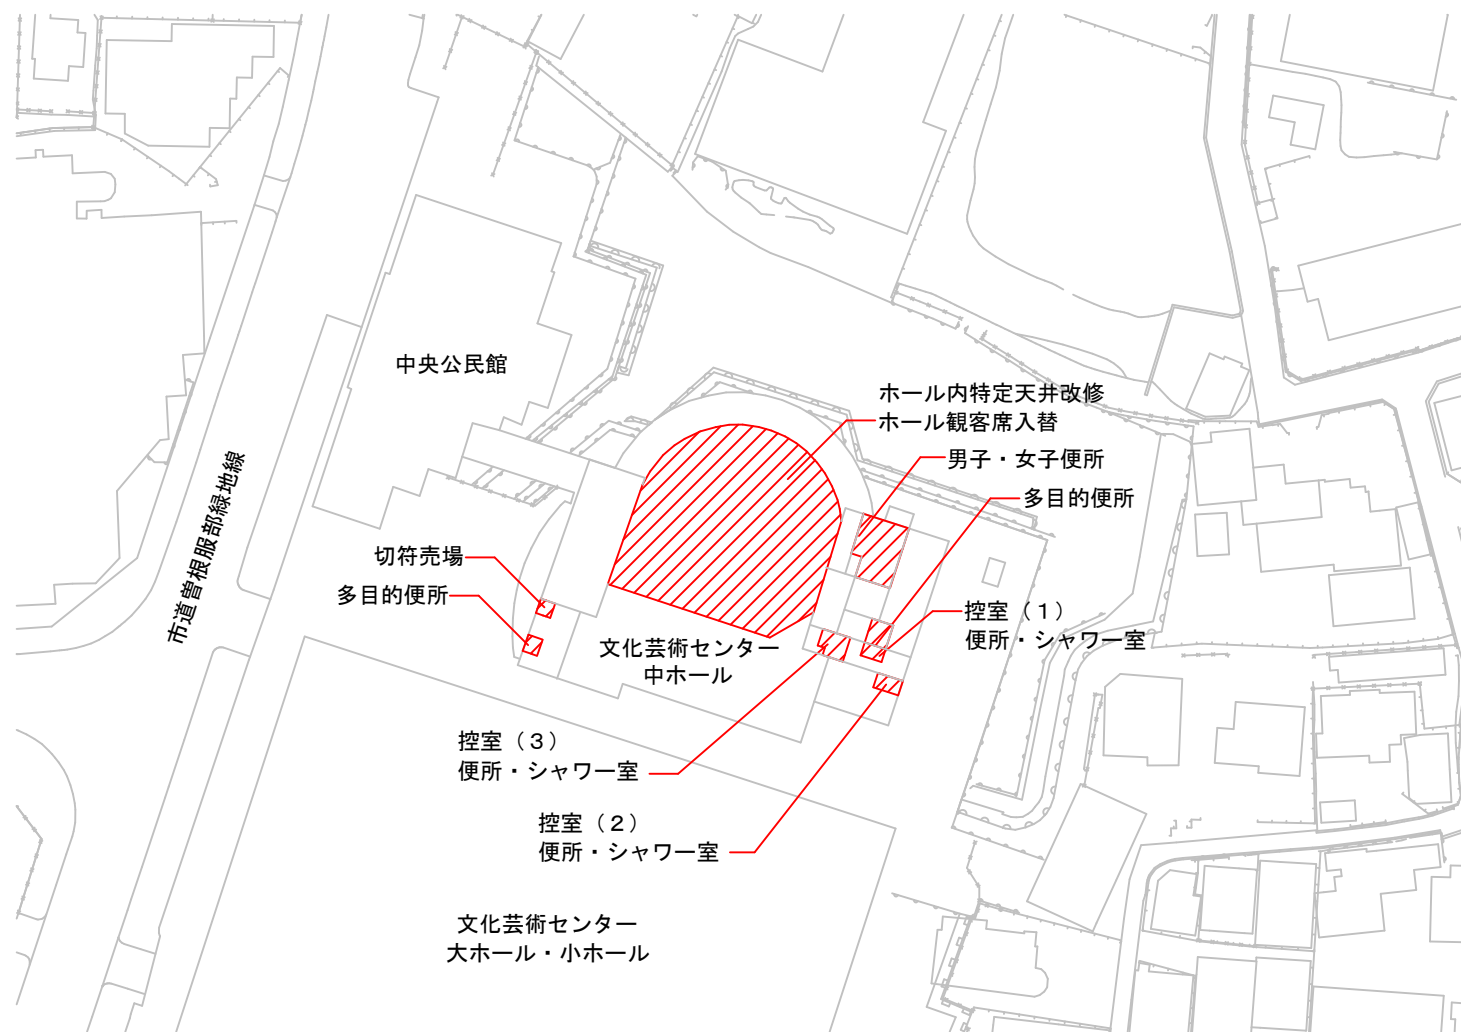 中央公民館
ホール内特定天井改修
ホール観客席入替
男子・女子便所
多目的便所
市道曽根服部緑地線
切符売場
多目的便所
控室（１）
便所・シャワー室
文化芸術センター
中ホール
控室（３）
便所・シャワー室
控室（２）
便所・シャワー室
文化芸術センター
大ホール・小ホール